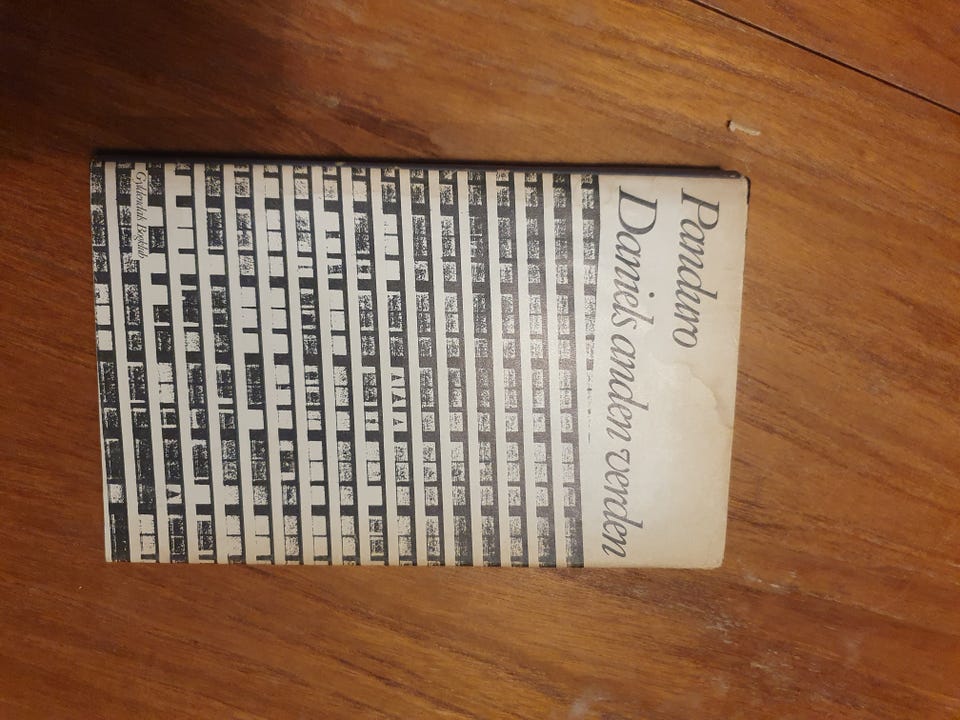 Panduro
Daniels anden verden
Gyldendals Bogklub